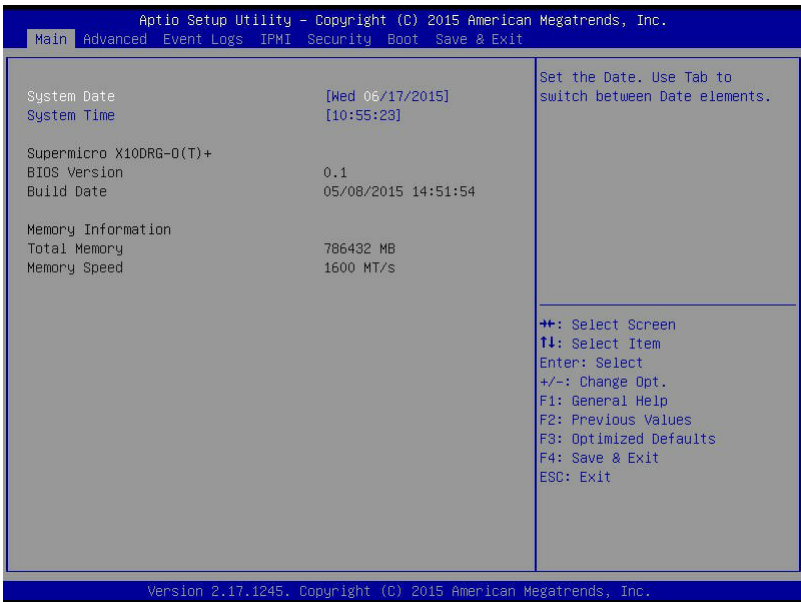 Aptio Setup Utility – Copyright (C) 2015 American Megatrends, Inc.
Main Advanced Event Logs IPMI Security Boot Save & Exit
System Date [Wed 06/17/2015]
System Time [10:55:23]
Supermicro X10DRG-O(T)+
BIOS Version 0.1
Build Date 05/08/2015 14:51:54
Memory Information
Total Memory 786432 MB
Memory Speed 1600 MT/s
Set the Date. Use Tab to
switch between Date elements.
→←: Select Screen
↑↓: Select Item
Enter: Select
+/-: Change Opt.
F1: General Help
F2: Previous Values
F3: Optimized Defaults
F4: Save & Exit
ESC: Exit
Version 2.17.1245. Copyright (C) 2015 American Megatrends, Inc.